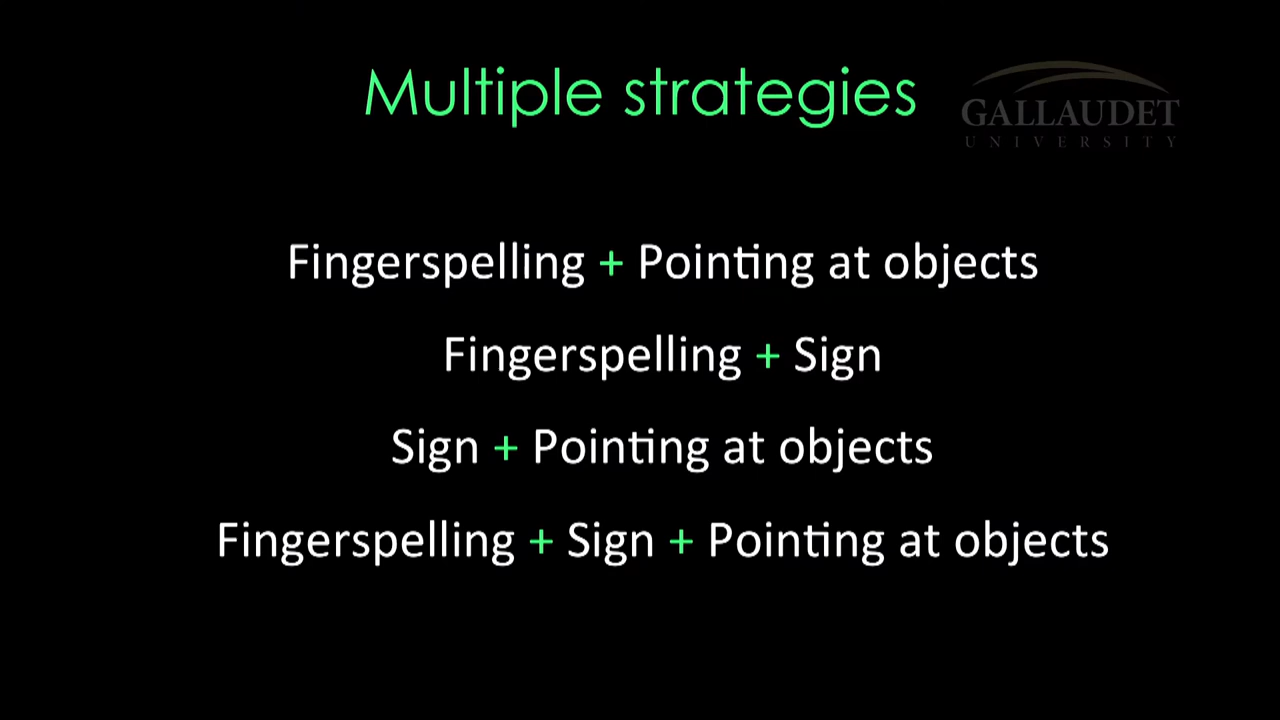 Multiple strategies
GALLAUDET
UNIVERSITY
Fingerspelling + Pointing at objects
Fingerspelling + Sign
Sign + Pointing at objects
Fingerspelling + Sign + Pointing at objects